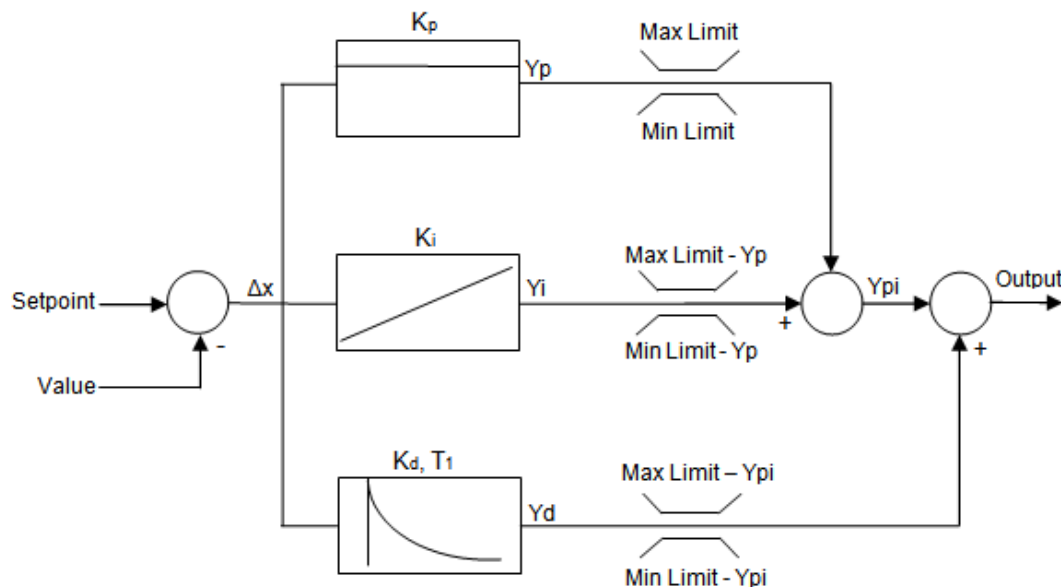 Kp
Yp
Max Limit
Min Limit
Ki
Yi
Max Limit - Yp
Min Limit - Yp
Setpoint
Δx
-
Value
+
Ypi
Output
+
Kd, T1
Yd
Max Limit – Ypi
Min Limit - Ypi